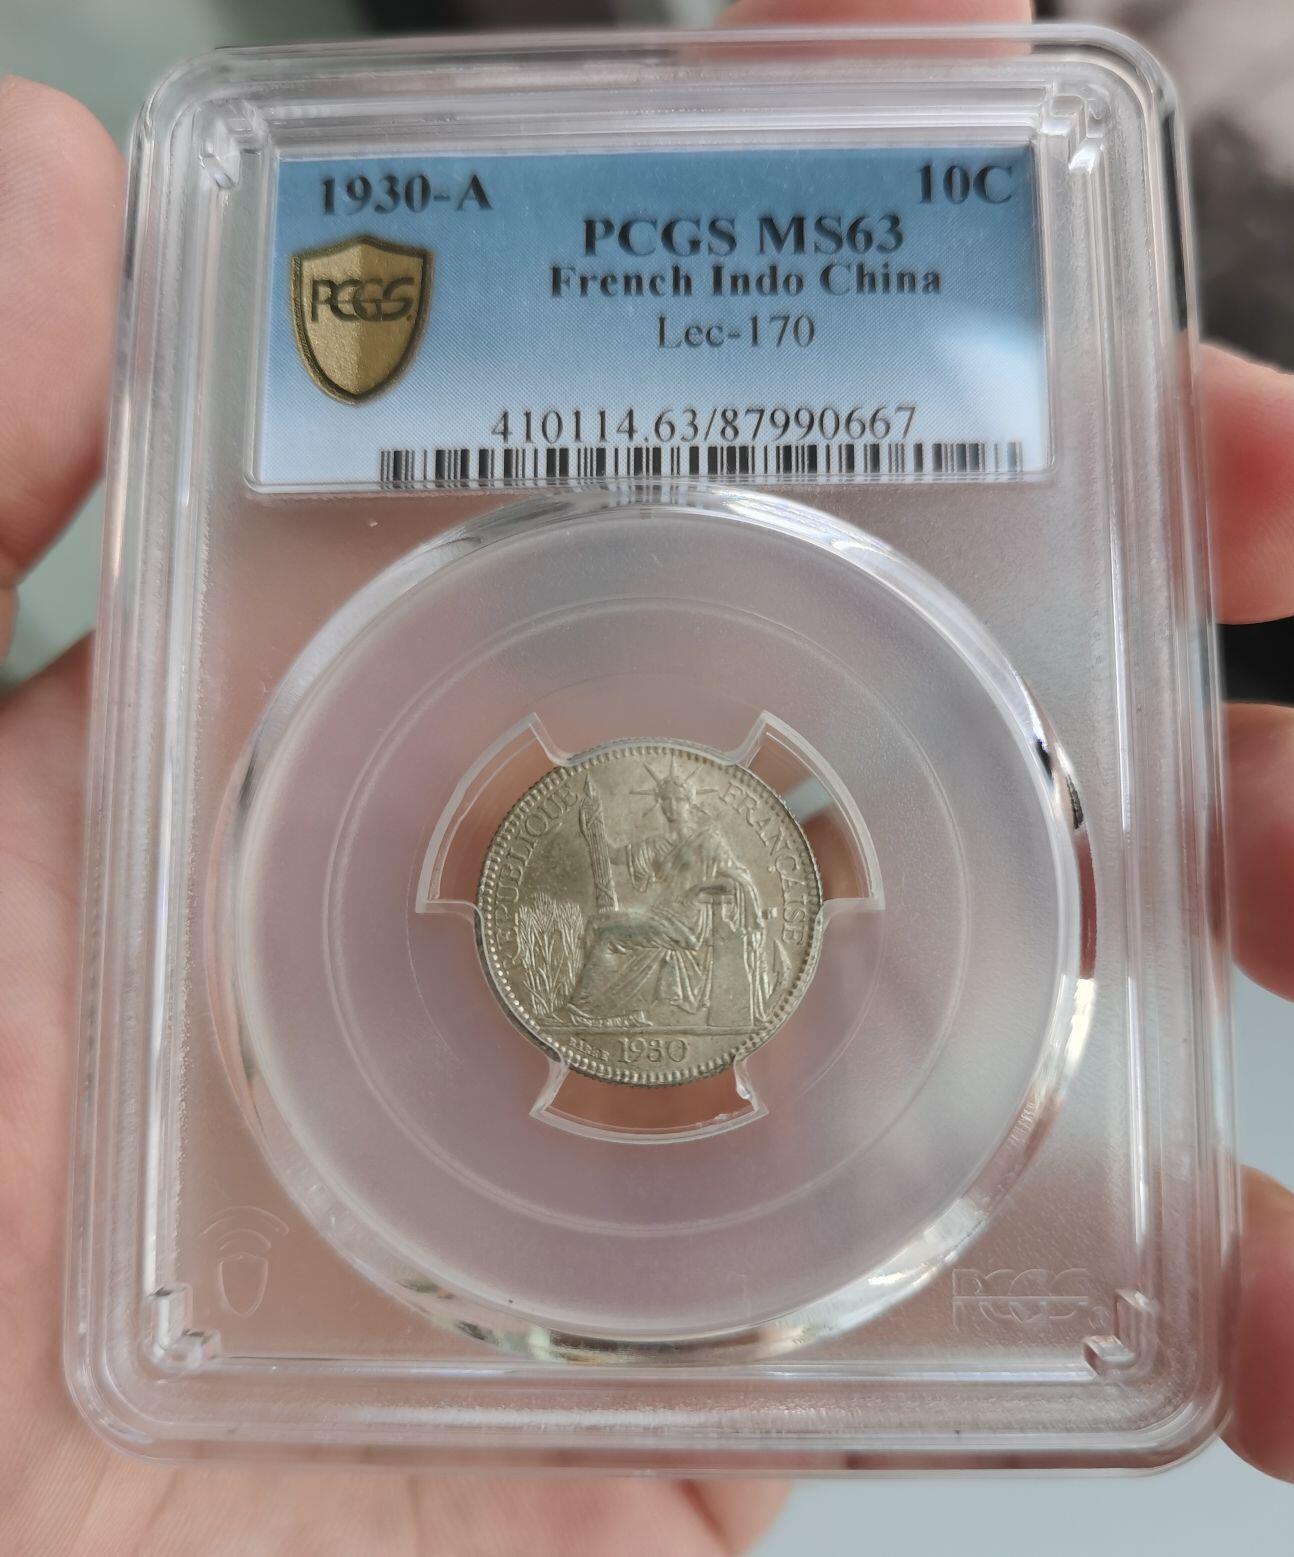 1930-A 10C
PCGS MS63
French Indo China
Lec-170
PCGS
410114.63/87990667
REPUBLIQUE FRANÇAISE
1930
PCGS